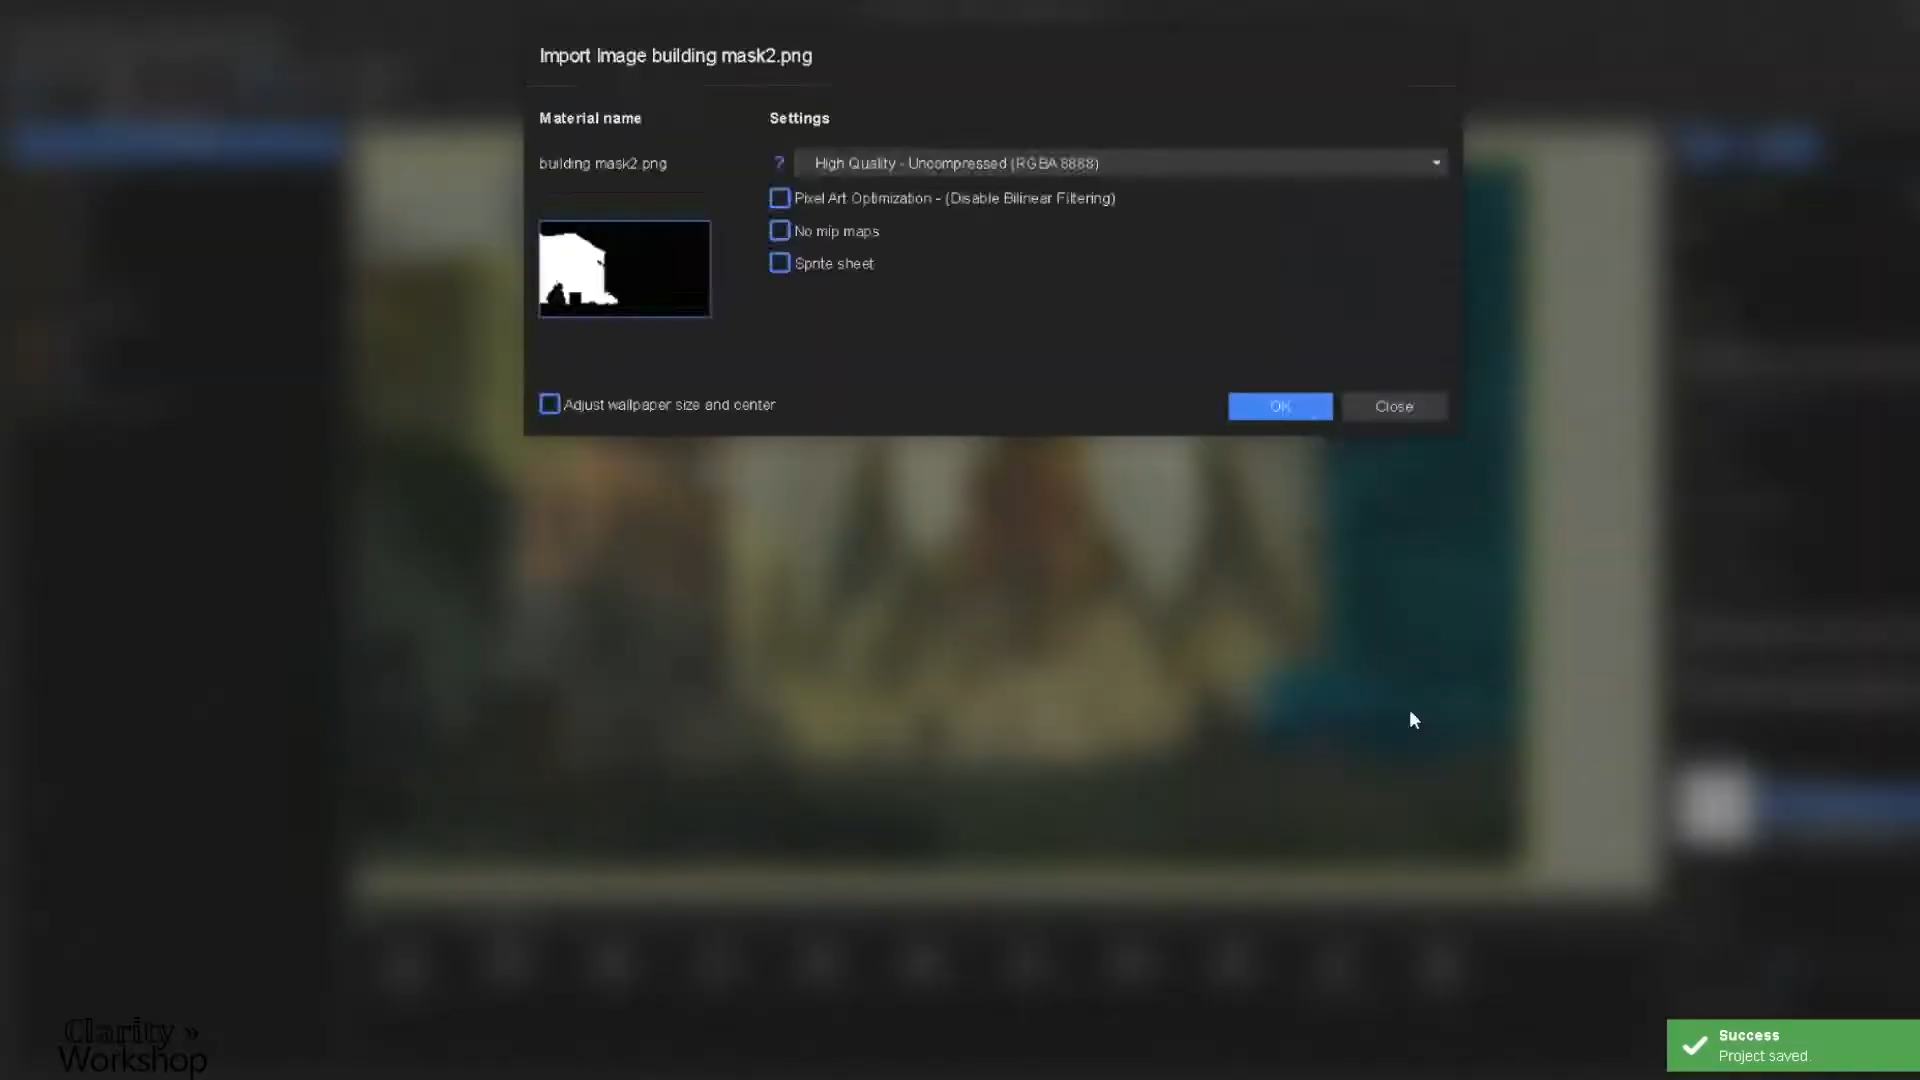 Import Image building mask2.png
Material name
Settings
building mask2.png
? High Quality - Uncompressed (RGBA 8888)
Pixel Art Optimization - (Disable Bilinear Filtering)
No mip maps
Sprite sheet
Adjust wallpaper size and center
OK
Close
Clarity »
Workshop
Success
Project saved.